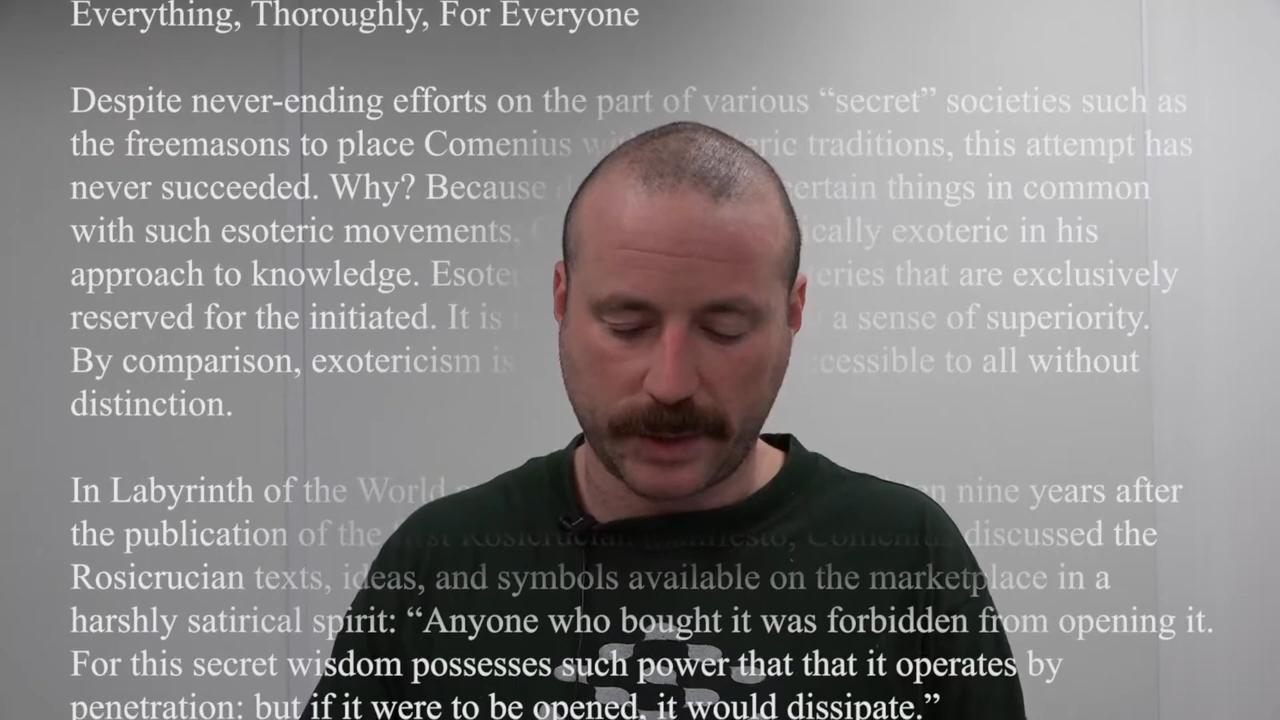 Everything, Thoroughly, For Everyone
Despite never-ending efforts on the part of various “secret” societies such as
the freemasons to place Comenius traditions, this attempt has
never succeeded. Why? Because certain things in common
with such esoteric movements, exoteric in his
approach to knowledge. that are exclusively
reserved for the initiated. It is a sense of superiority.
By comparison, exotericism is accessible to all without
distinction.
In Labyrinth of the World nine years after
the publication of the first Rosicrucian manifesto, Comenius discussed the
Rosicrucian texts, ideas, and symbols available on the marketplace in a
harshly satirical spirit: “Anyone who bought it was forbidden from opening it.
For this secret wisdom possesses such power that that it operates by
penetration: but if it were to be opened, it would dissipate.”